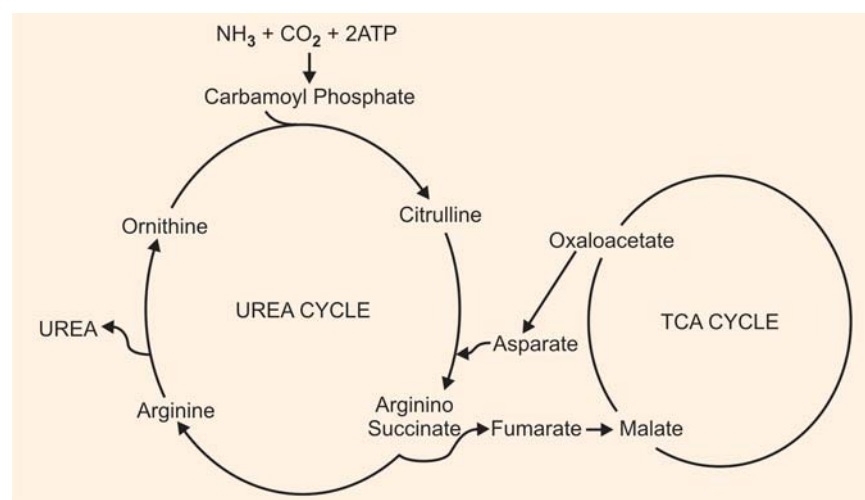 NH₃ + CO₂ + 2ATP
Carbamoyl Phosphate
Ornithine
Citrulline
Oxaloacetate
UREA
UREA CYCLE
TCA CYCLE
Asparate
Arginine
Arginino
Succinate
Fumarate
Malate